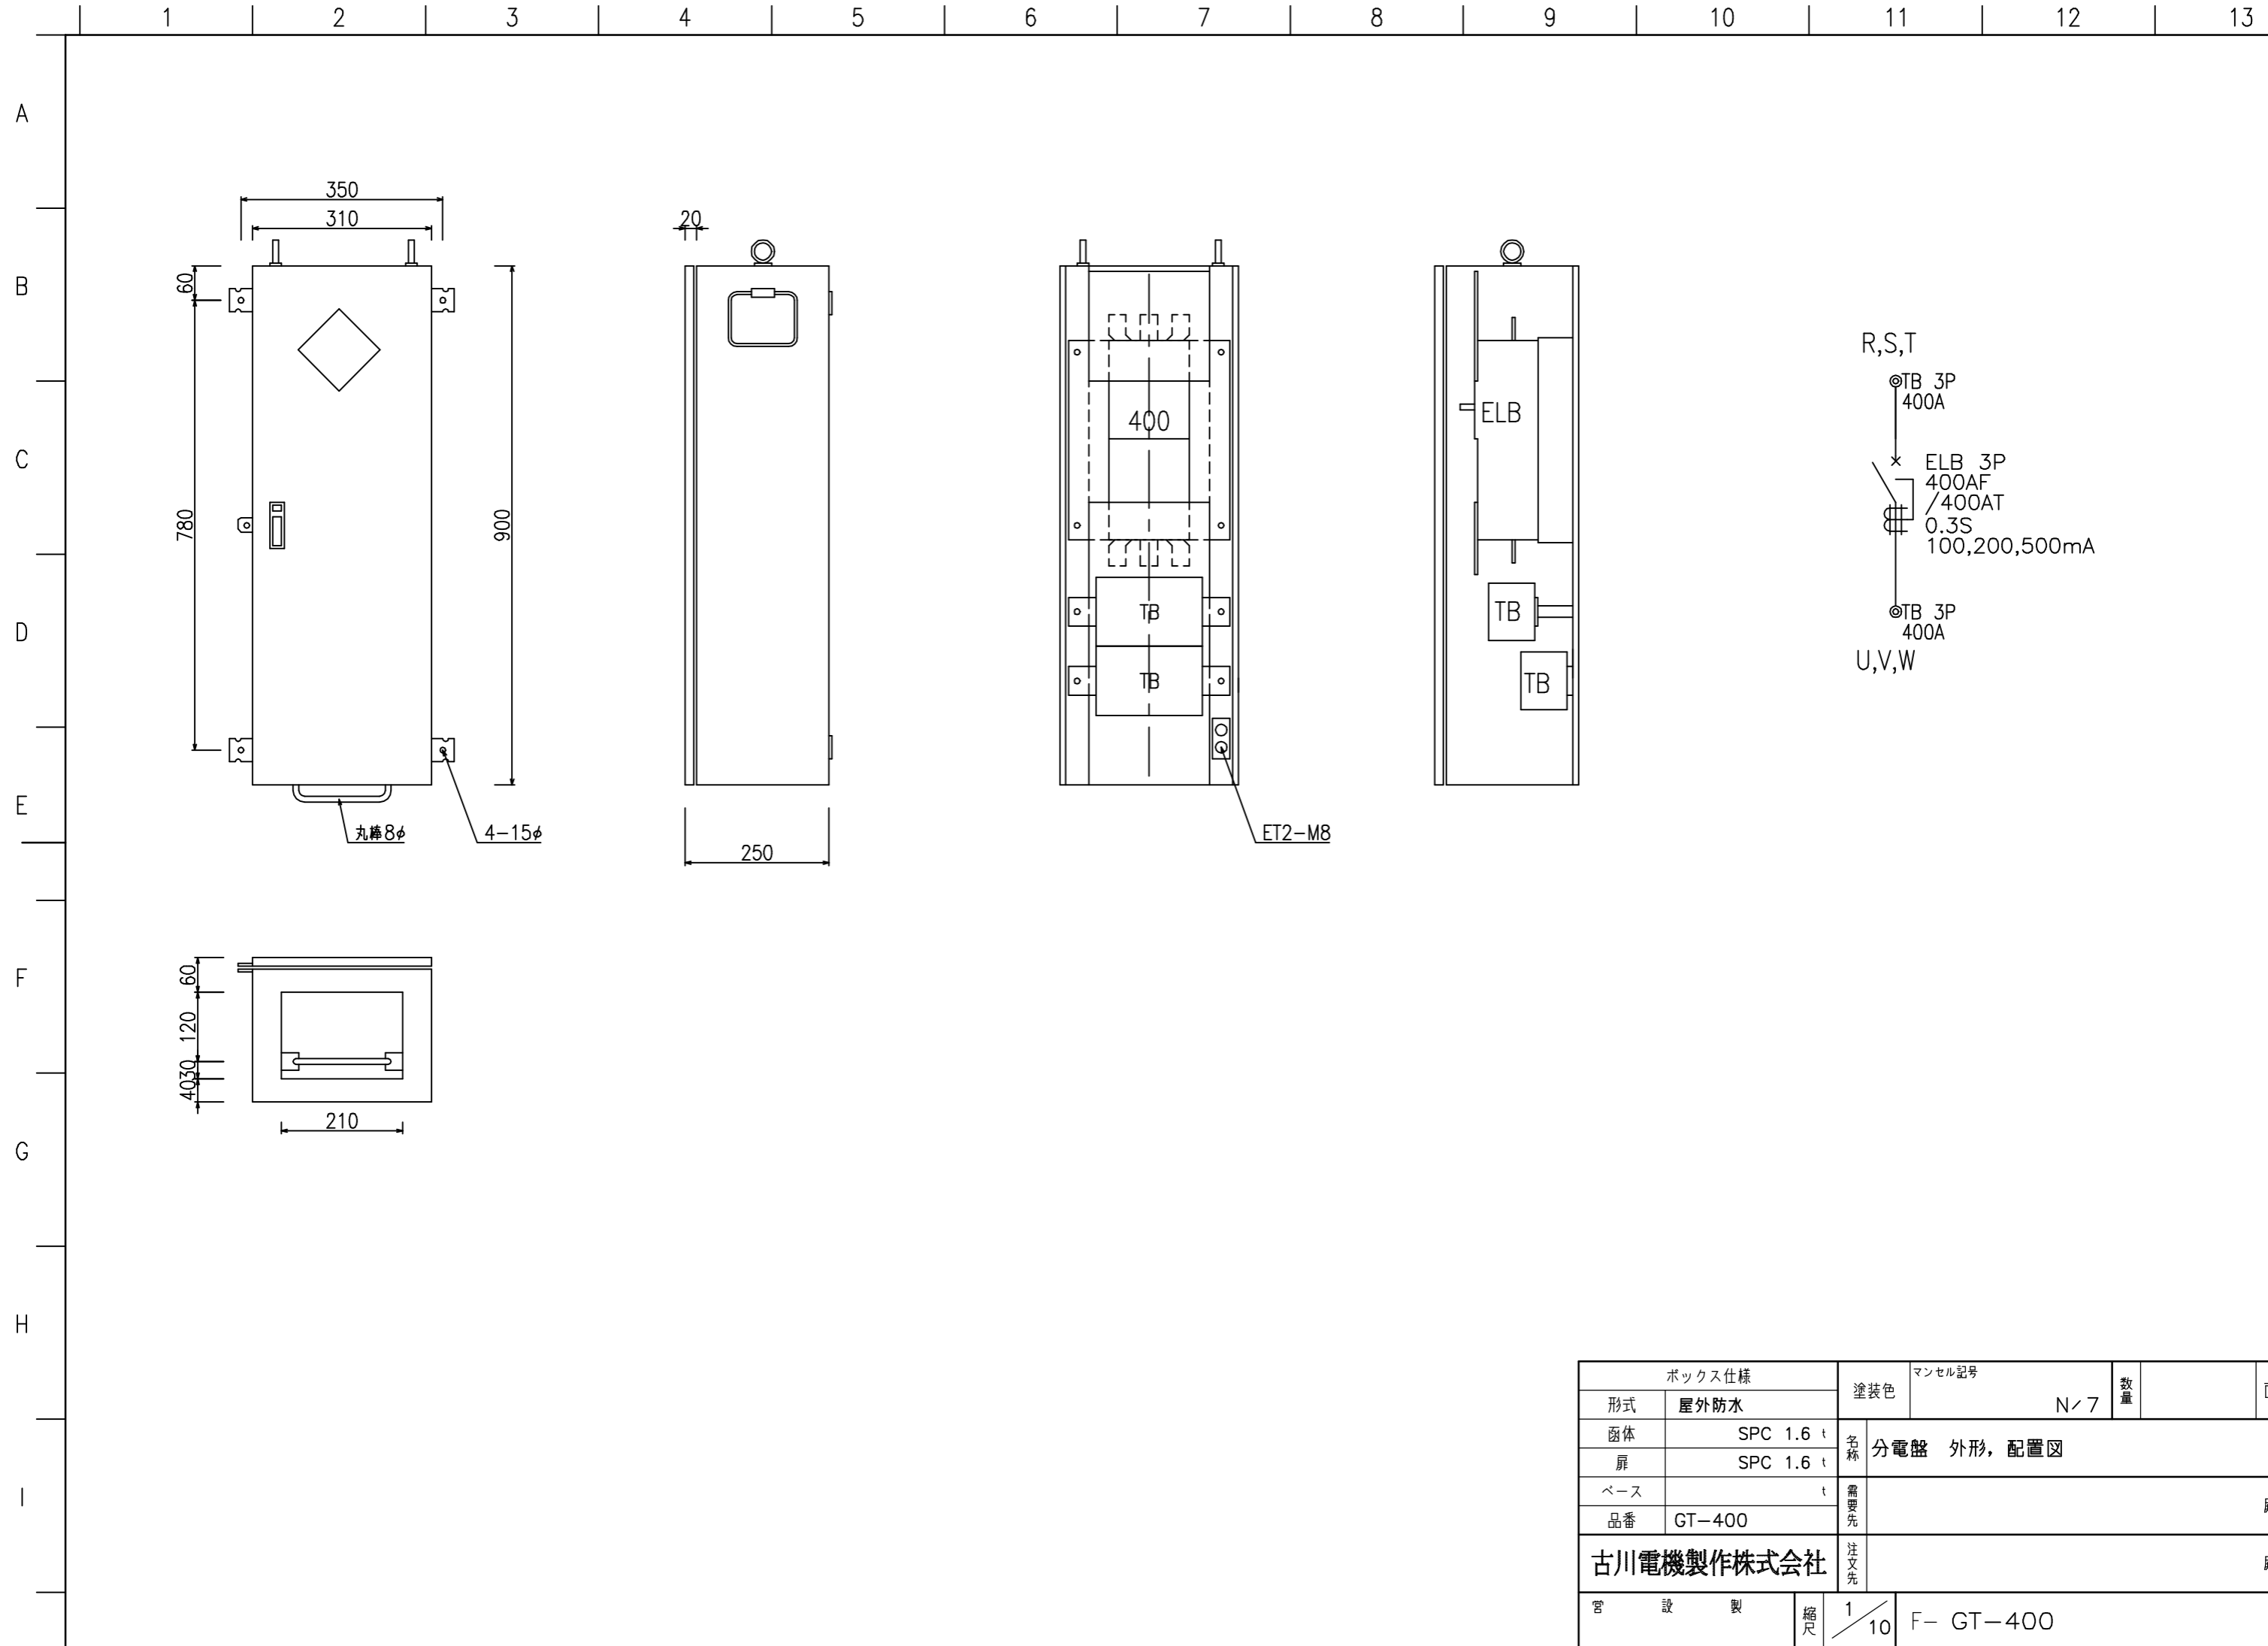 1 2 3 4 5 6 7 8 9 10 11 12 13
A
B
C
D
E
F
G
H
I
350
310
60
780
900
丸棒8φ
4-15φ
20
250
400
TB
TB
ET2-M8
ELB
TB
TB
R,S,T
TB 3P
400A
ELB 3P
400AF
/400AT
0.3S
100,200,500mA
TB 3P
400A
U,V,W
60
120
30
40
210
ボックス仕様
形式 屋外防水
函体 SPC 1.6 t
扉 SPC 1.6 t
ベース t
品番 GT-400
古川電機製作株式会社
営 設 製
縮尺 1/10
塗装色 マンセル記号 N/7
数量
名称 分電盤 外形, 配置図
需要先
注文先
F- GT-400